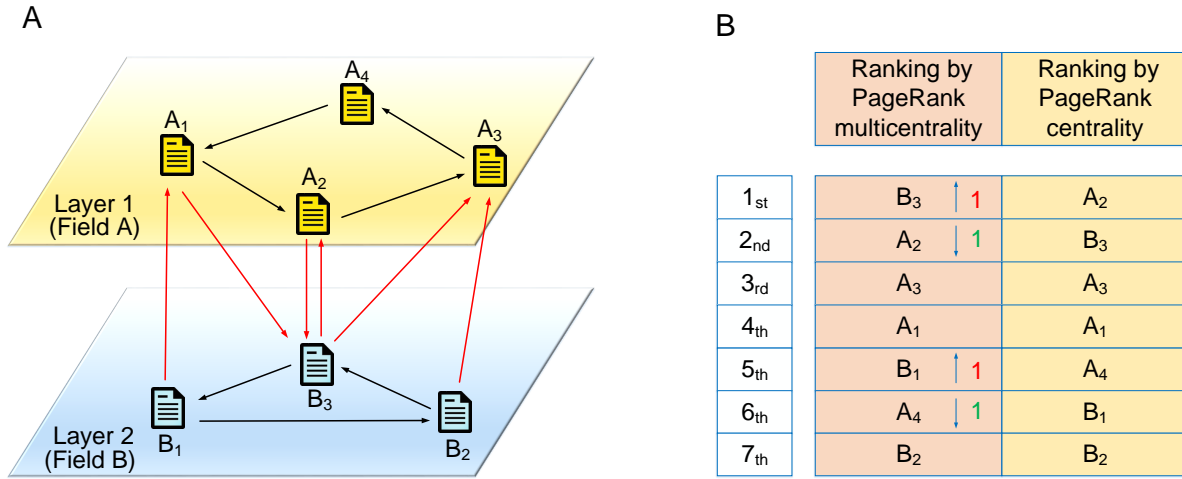 A
A₄
A₁
A₃
A₂
Layer 1
(Field A)
B₃
Layer 2
(Field B)
B₁
B₂
B
Ranking by
PageRank
multicentrality
Ranking by
PageRank
centrality
1st B₃ 1 A₂
2nd A₂ 1 B₃
3rd A₃ A₃
4th A₁ A₁
5th B₁ 1 A₄
6th A₄ 1 B₁
7th B₂ B₂